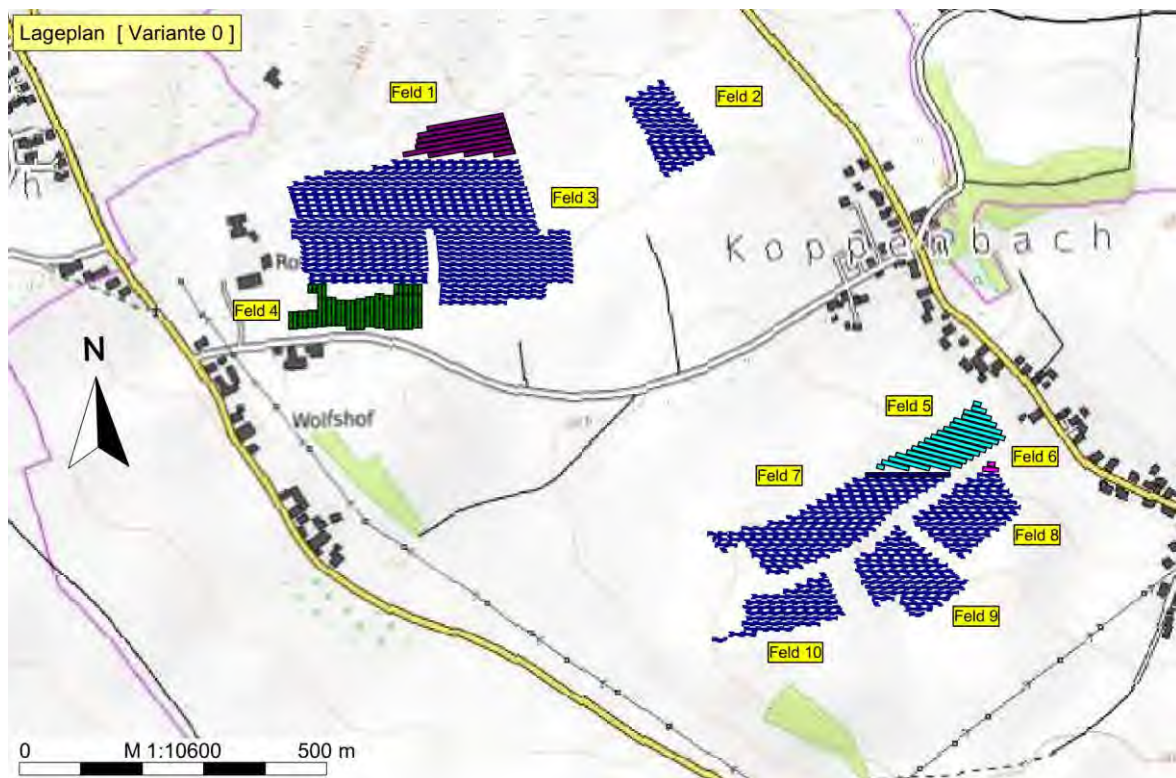 Lageplan [ Variante 0 ]
Feld 1
Feld 2
Feld 3
Koppenbach
Feld 4
N
Wolfshof
Feld 5
Feld 6
Feld 7
Feld 8
Feld 9
Feld 10
0 M 1:10600 500 m